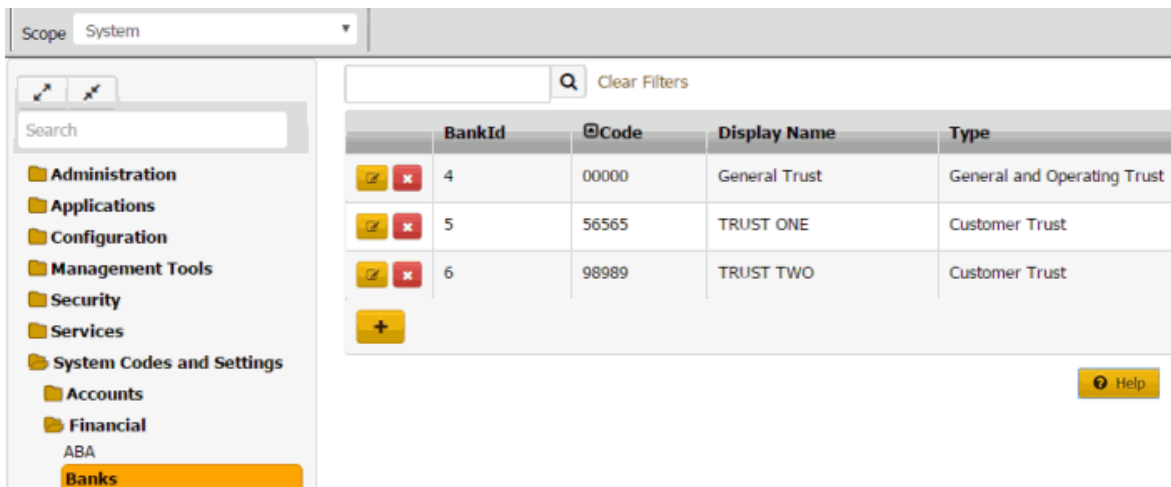 Scope System
Search
Administration
Applications
Configuration
Management Tools
Security
Services
System Codes and Settings
Accounts
Financial
ABA
Banks
Clear Filters
BankId Code Display Name Type
4 00000 General Trust General and Operating Trust
5 56565 TRUST ONE Customer Trust
6 98989 TRUST TWO Customer Trust
Help